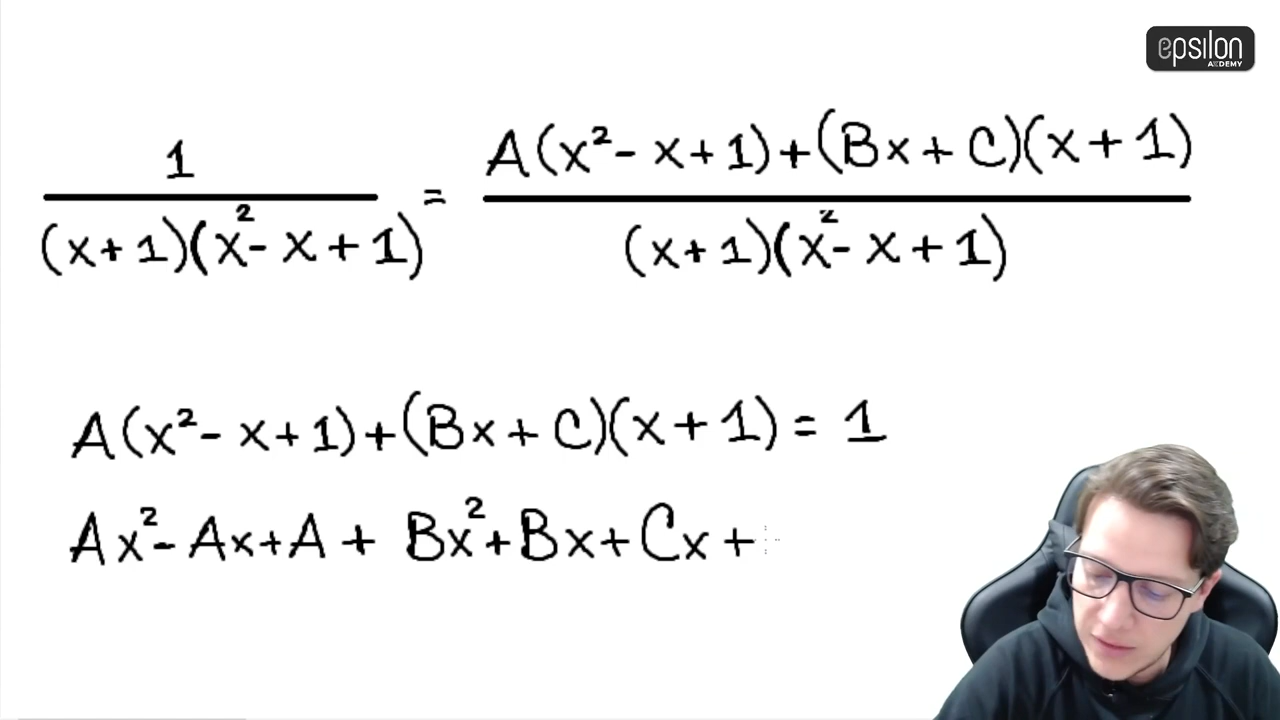 epsilon
AXDEMY
1 / (x+1)(x²- x+1) = A(x²- x+1)+(Bx+C)(x+1) / (x+1)(x²- x+1)
A(x²- x+1)+(Bx+C)(x+1)= 1
Ax²- Ax+A + Bx²+Bx+Cx+